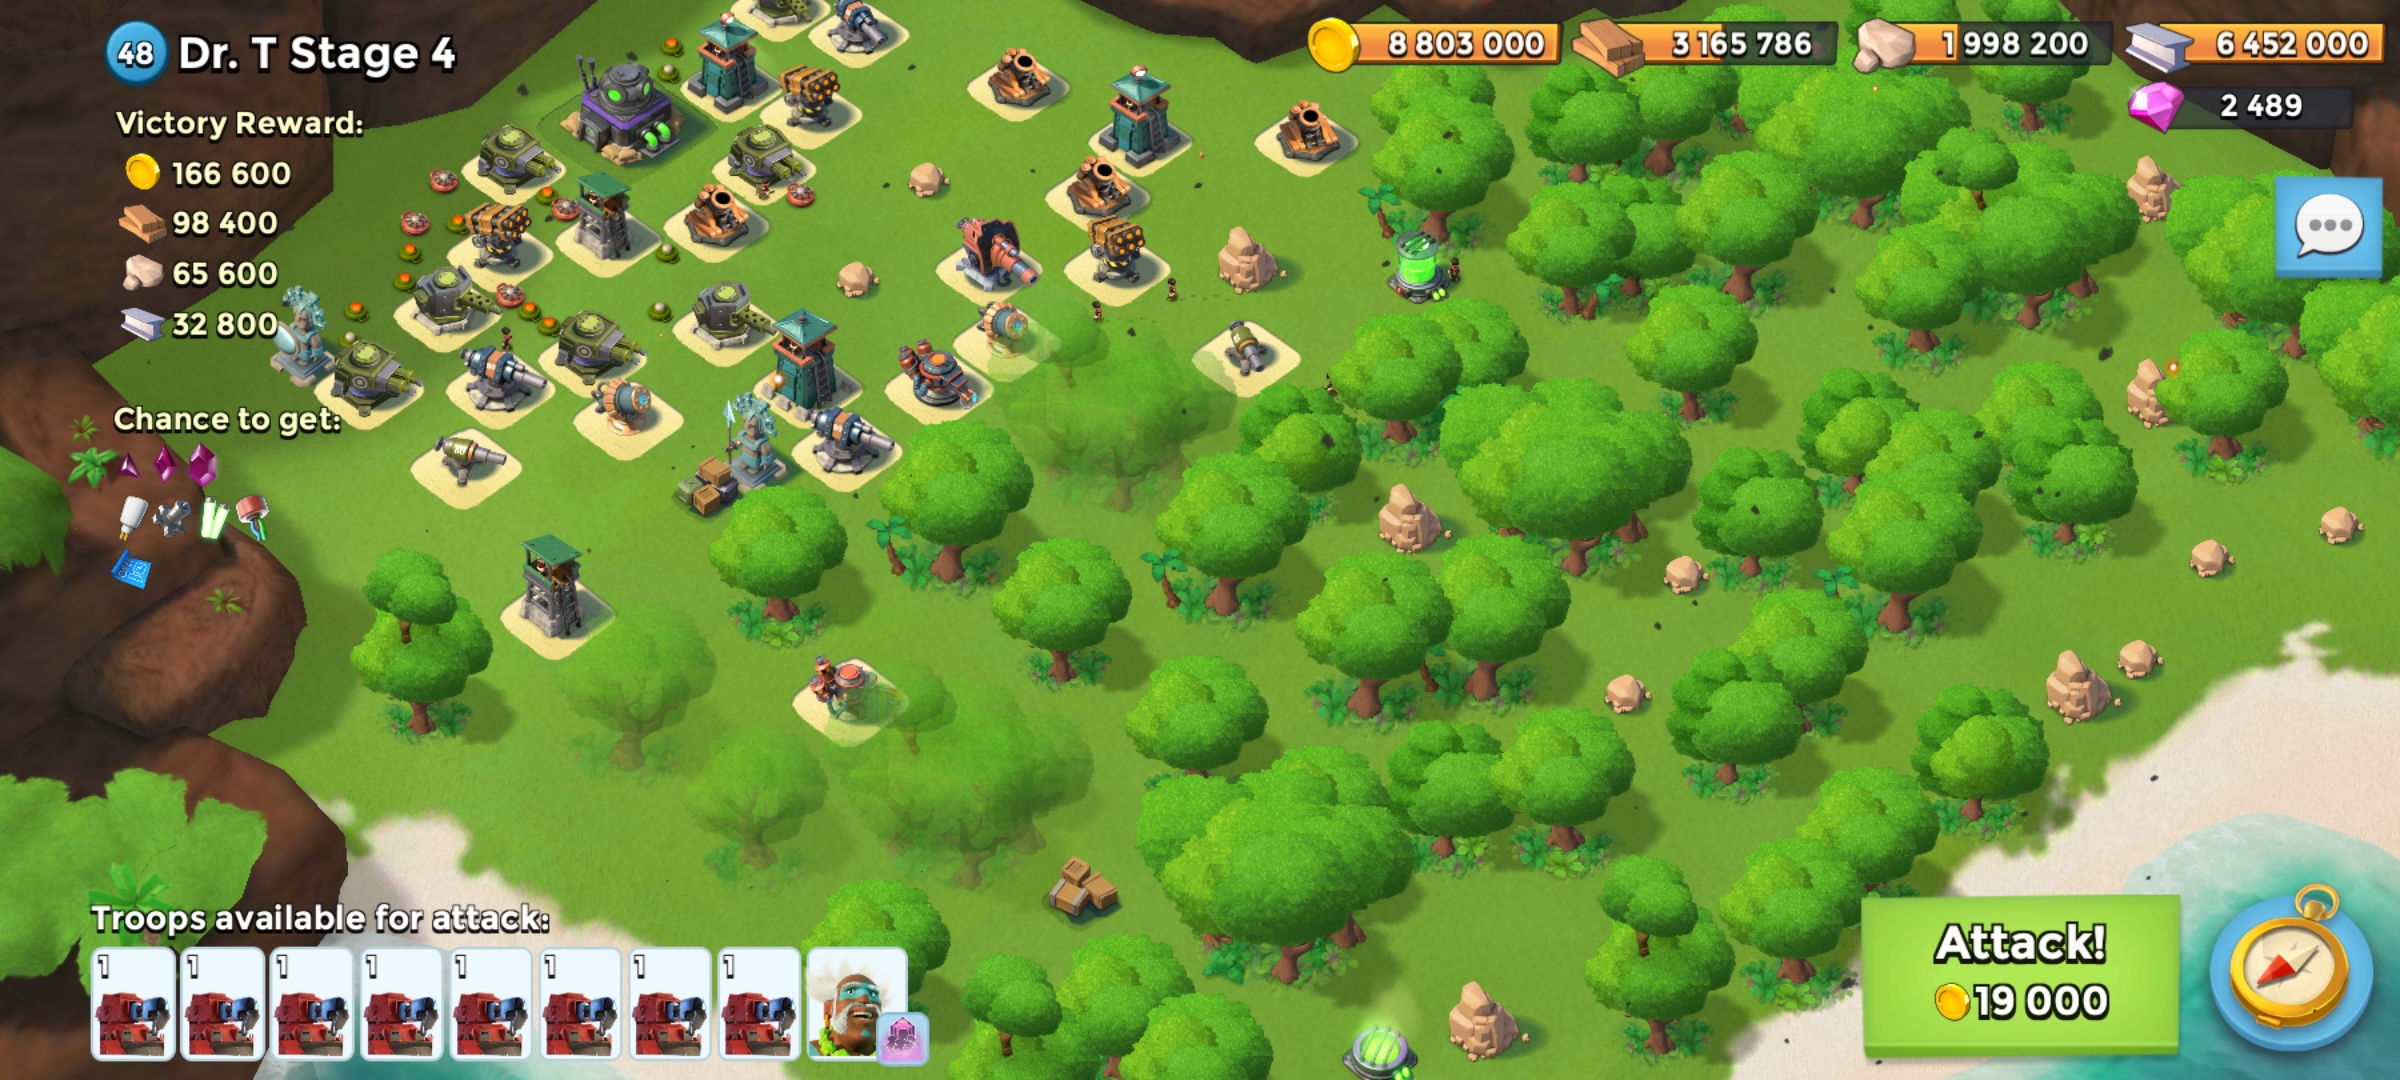 48 Dr. T Stage 4
8 803 000
3 165 786
1 998 200
6 452 000
2 489
Victory Reward:
166 600
98 400
65 600
32 800
Chance to get:
Troops available for attack:
1 1 1 1 1 1 1 1
Attack!
19 000